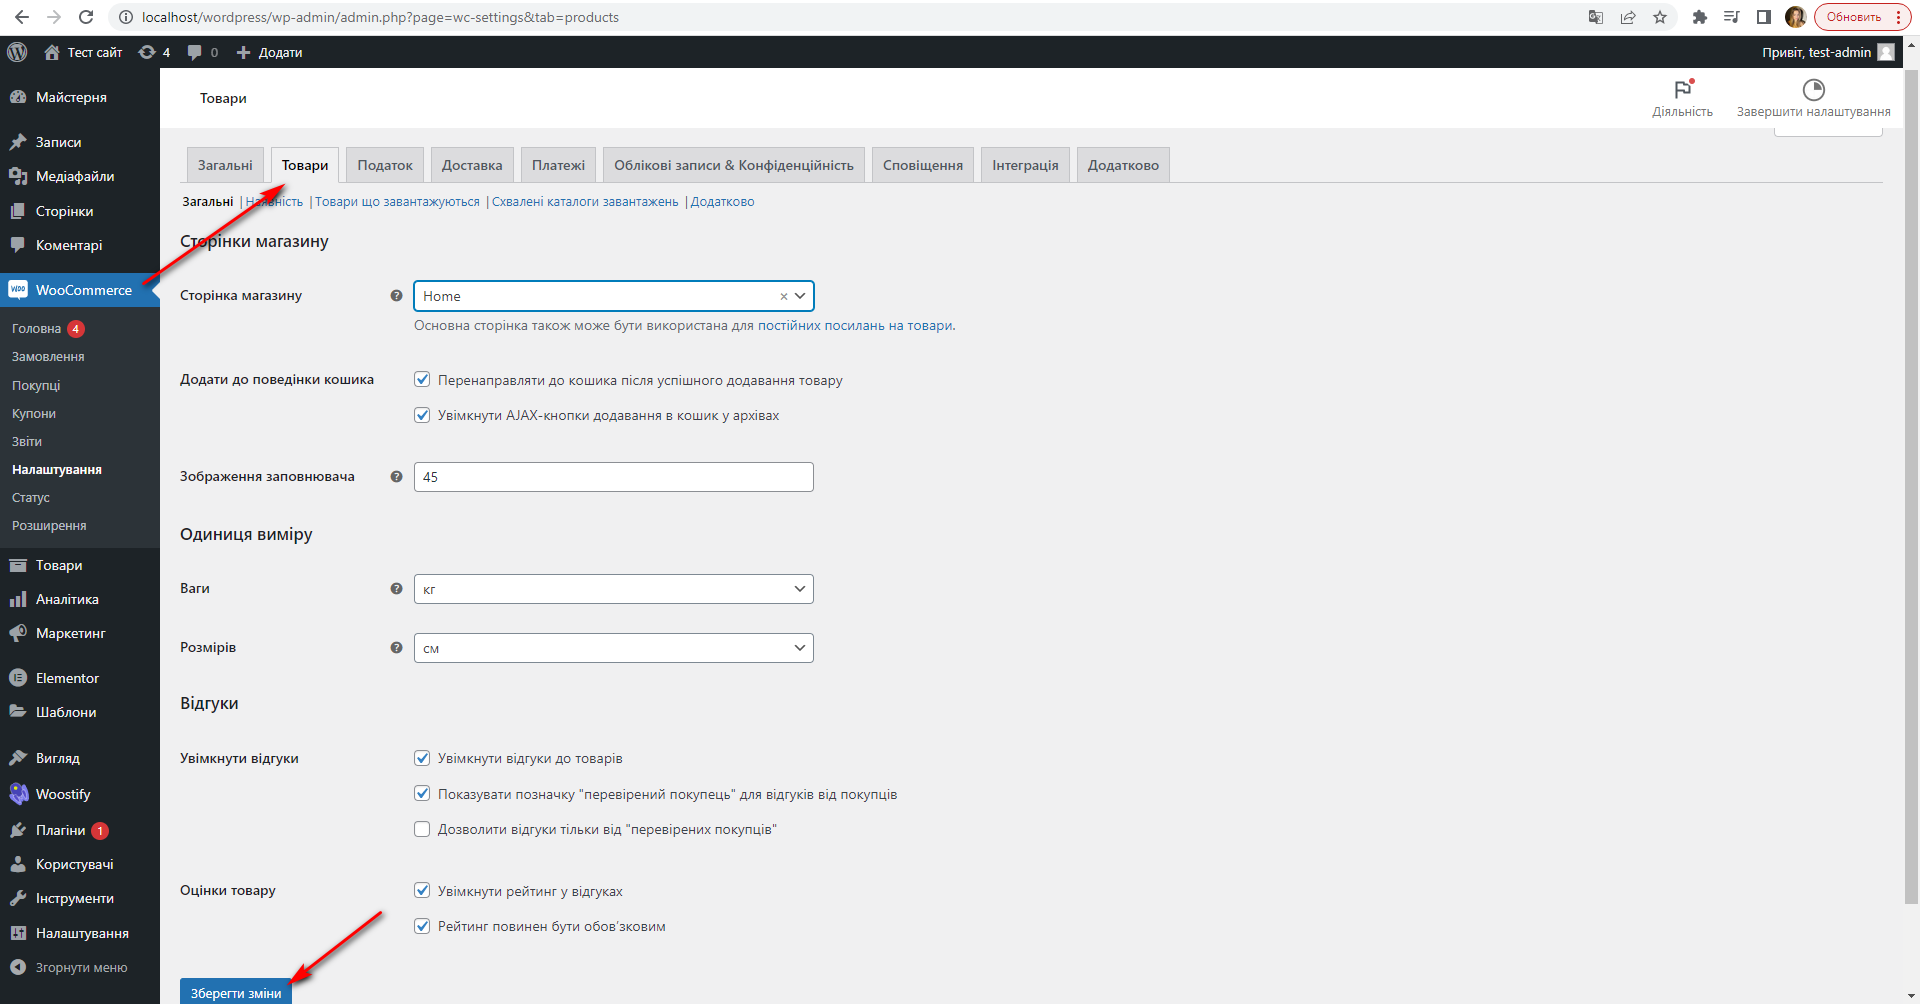 localhost/wordpress/wp-admin/admin.php?page=wc-settings&tab=products
Обновить
Тест сайт 4 0 Додати
Привіт, test-admin
Майстерня
Записи
Медіафайли
Сторінки
Коментарі
WooCommerce
Головна 4
Замовлення
Покупці
Купони
Звіти
Налаштування
Статус
Розширення
Товари
Аналітика
Маркетинг
Elementor
Шаблони
Вигляд
Woostify
Плагіни 1
Користувачі
Інструменти
Налаштування
Згорнути меню
Товари
Діяльність
Завершити налаштування
Загальні Товари Податок Доставка Платежі Облікові записи & Конфіденційність Сповіщення Інтеграція Додатково
Загальні | Наявність | Товари що завантажуються | Схвалені каталоги завантажень | Додатково
Сторінки магазину
Сторінка магазину ? Home ×
Основна сторінка також може бути використана для постійних посилань на товари.
Додати до поведінки кошика Перенаправляти до кошика після успішного додавання товару
Увімкнути AJAX-кнопки додавання в кошик у архівах
Зображення заповнювача ? 45
Одиниця виміру
Ваги ? кг
Розмірів ? см
Відгуки
Увімкнути відгуки Увімкнути відгуки до товарів
Показувати позначку "перевірений покупець" для відгуків від покупців
Дозволити відгуки тільки від "перевірених покупців"
Оцінки товару Увімкнути рейтинг у відгуках
Рейтинг повинен бути обов'язковим
Зберегти зміни